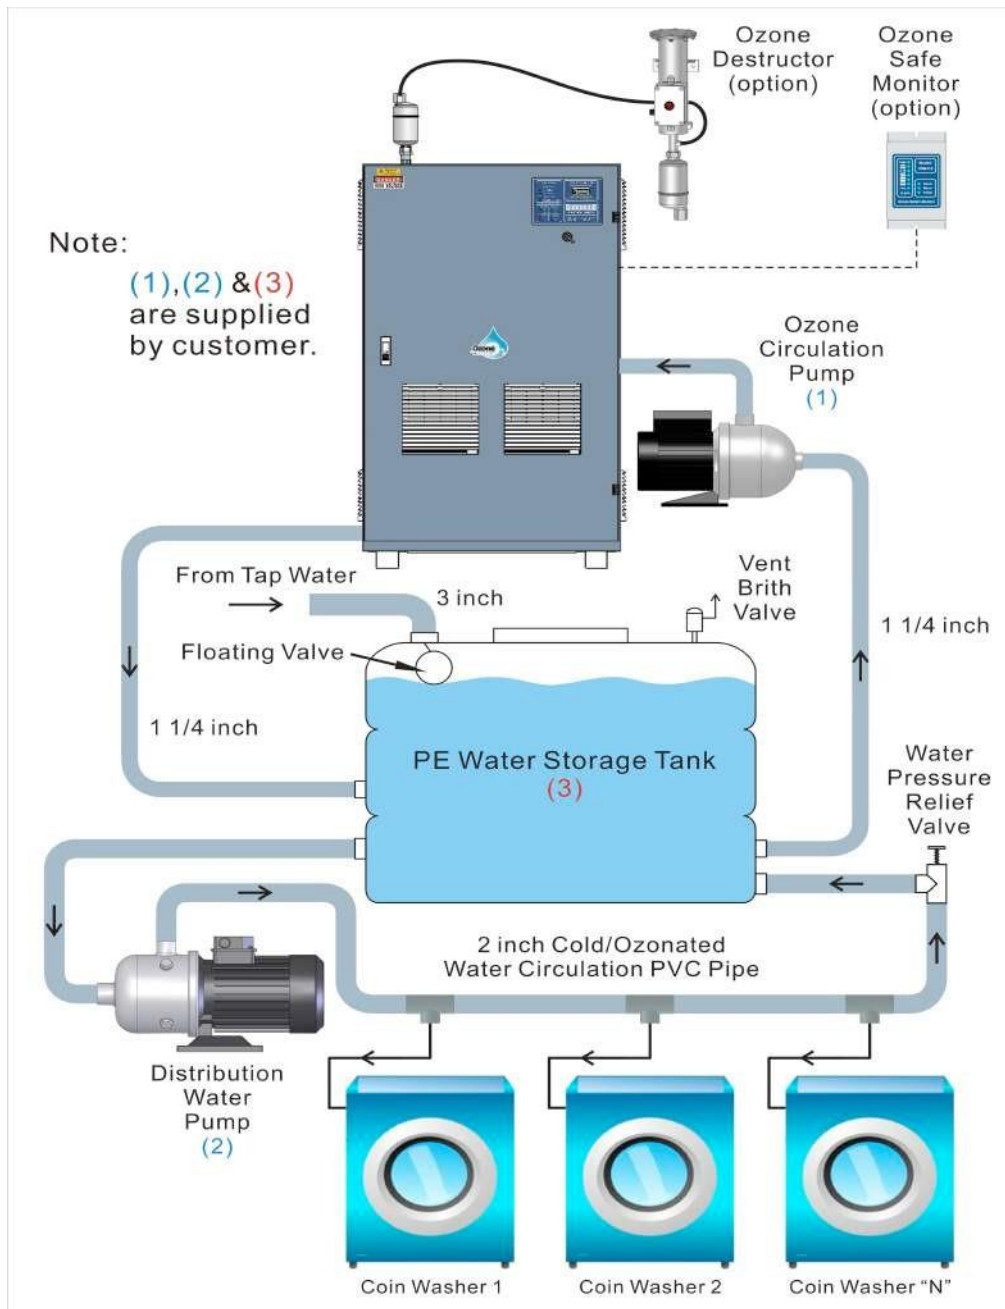 Ozone
Destructor
(option)
Ozone
Safe
Monitor
(option)
Note:
(1),(2) &(3)
are supplied
by customer.
Ozone
Ozone
Circulation
Pump
(1)
From Tap Water
3 inch
Vent
Brith
Valve
Floating Valve
1 1/4 inch
1 1/4 inch
PE Water Storage Tank
(3)
Water
Pressure
Relief
Valve
2 inch Cold/Ozonated
Water Circulation PVC Pipe
Distribution
Water
Pump
(2)
Coin Washer 1
Coin Washer 2
Coin Washer “N”